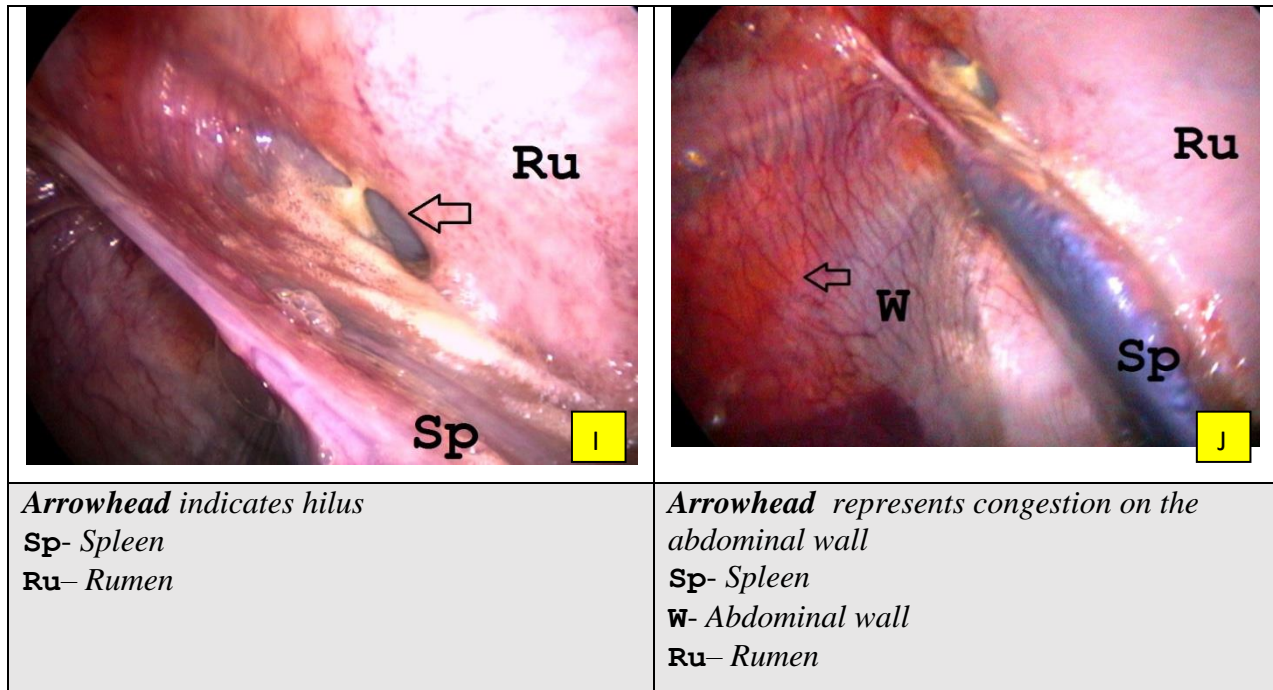 Ru
Sp
I
Ru
W
Sp
J
Arrowhead indicates hilus
Sp- Spleen
Ru– Rumen
Arrowhead represents congestion on the
abdominal wall
Sp- Spleen
W- Abdominal wall
Ru– Rumen